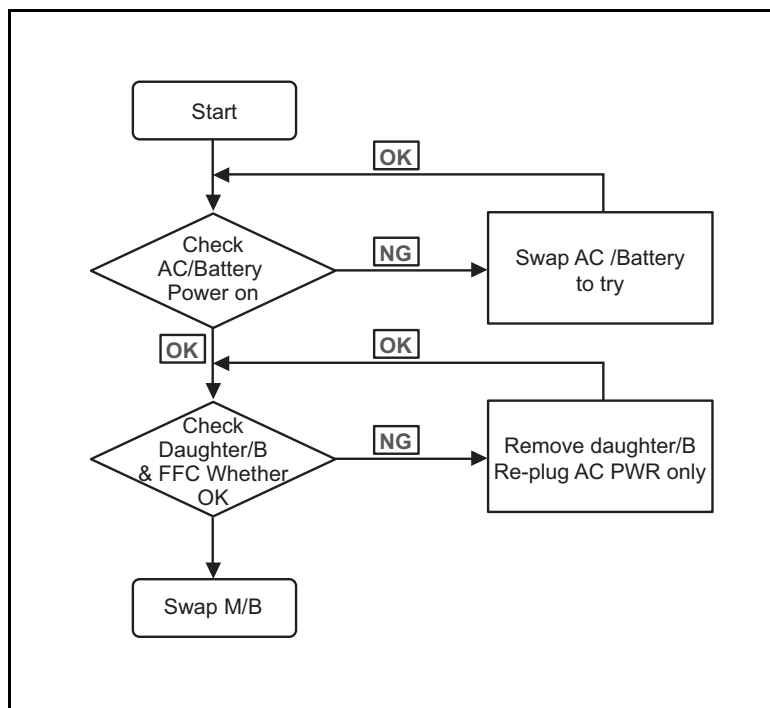 Start
OK
Check
AC/Battery
Power on
NG
Swap AC /Battery
to try
OK
OK
Check
Daughter/B
& FFC Whether
OK
NG
Remove daughter/B
Re-plug AC PWR only
Swap M/B